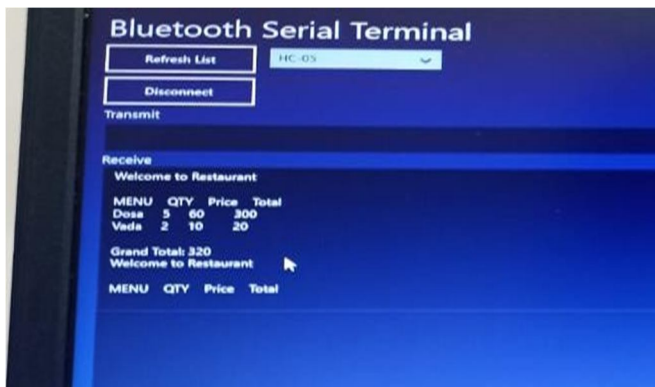 Bluetooth Serial Terminal
Refresh List
HC-05
Disconnect
Transmit
Receive
Welcome to Restaurant
MENU QTY Price Total
Dosa 5 60 300
Vada 2 10 20
Grand Total: 320
Welcome to Restaurant
MENU QTY Price Total